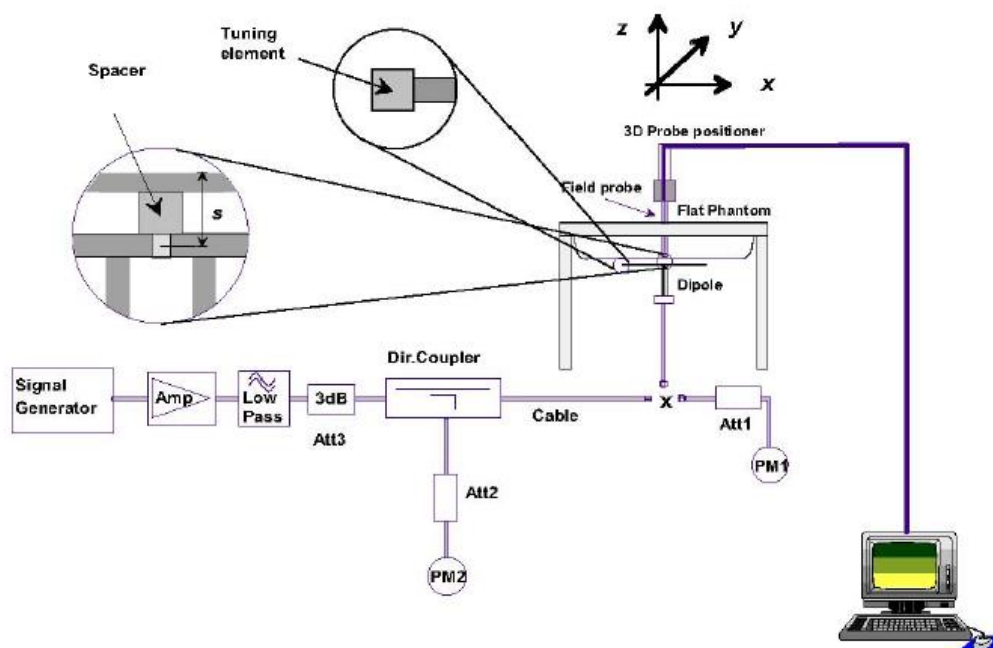 Tuning
element
Spacer
s
z
y
x
3D Probe positioner
Field probe
Flat Phantom
Dipole
Signal
Generator
Amp
Low
Pass
3dB
Att3
Dir.Coupler
Cable
x
Att1
PM1
Att2
PM2